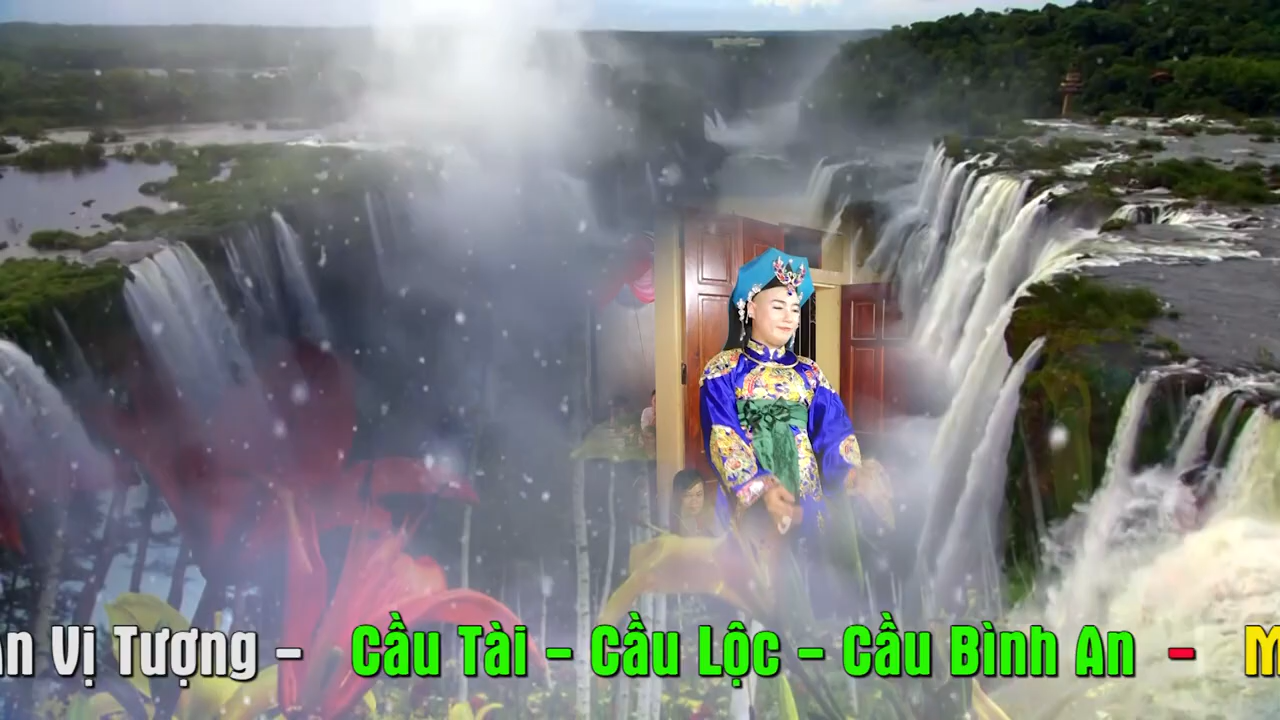 Vị Tượng – Cầu Tài – Cầu Lộc – Cầu Bình An –